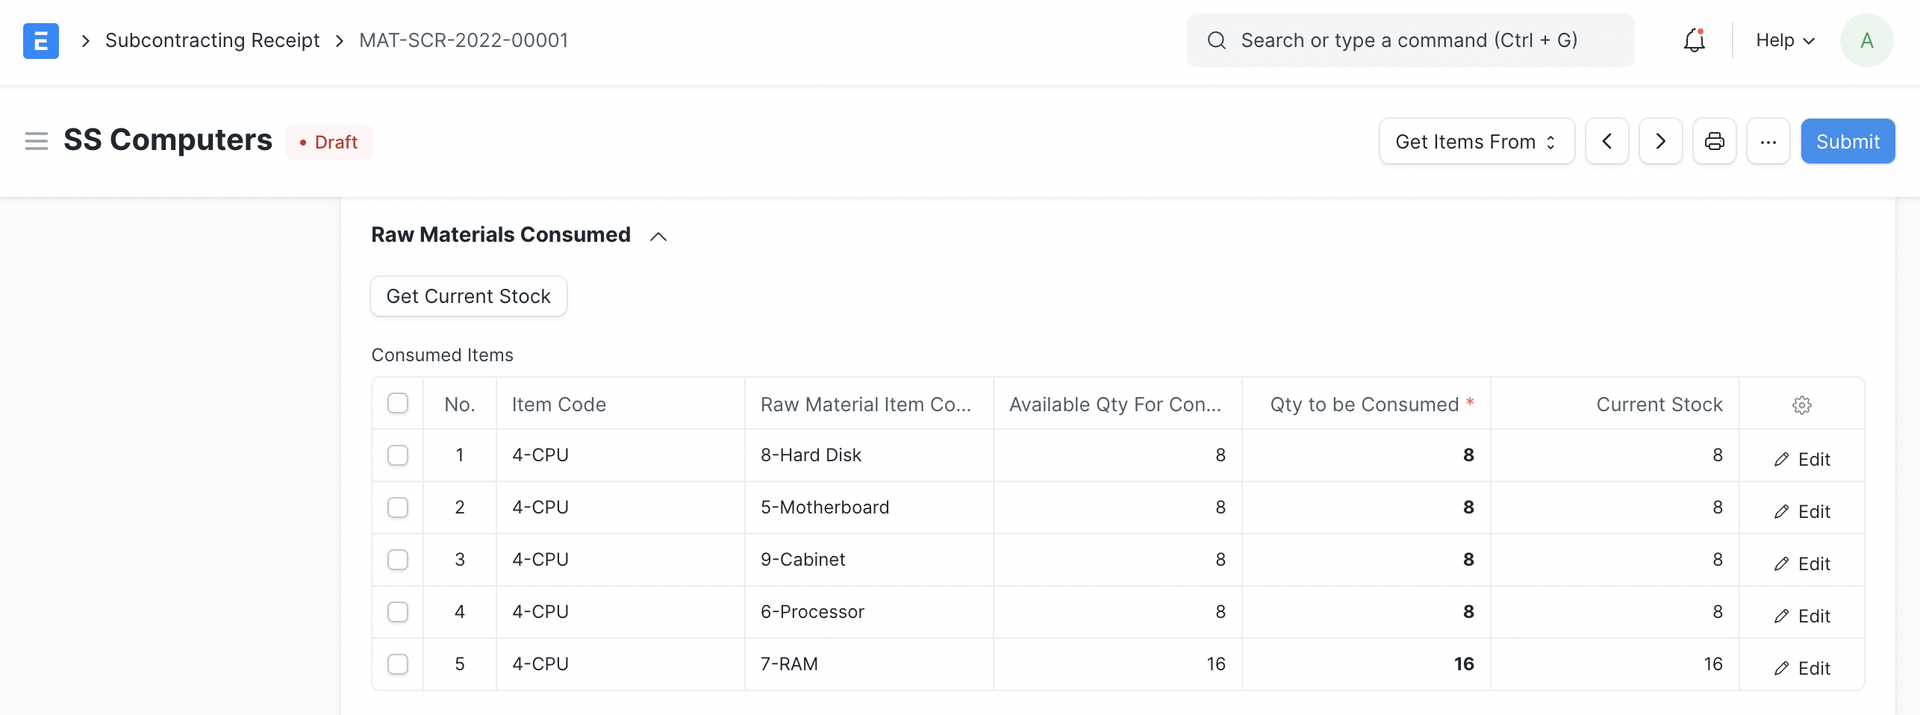 E Subcontracting Receipt MAT-SCR-2022-00001 Search or type a command (Ctrl + G) Help A
SS Computers • Draft Get Items From ... Submit
Raw Materials Consumed
Get Current Stock
Consumed Items
No. Item Code Raw Material Item Co... Available Qty For Con... Qty to be Consumed * Current Stock
1 4-CPU 8-Hard Disk 8 8 8 Edit
2 4-CPU 5-Motherboard 8 8 8 Edit
3 4-CPU 9-Cabinet 8 8 8 Edit
4 4-CPU 6-Processor 8 8 8 Edit
5 4-CPU 7-RAM 16 16 16 Edit